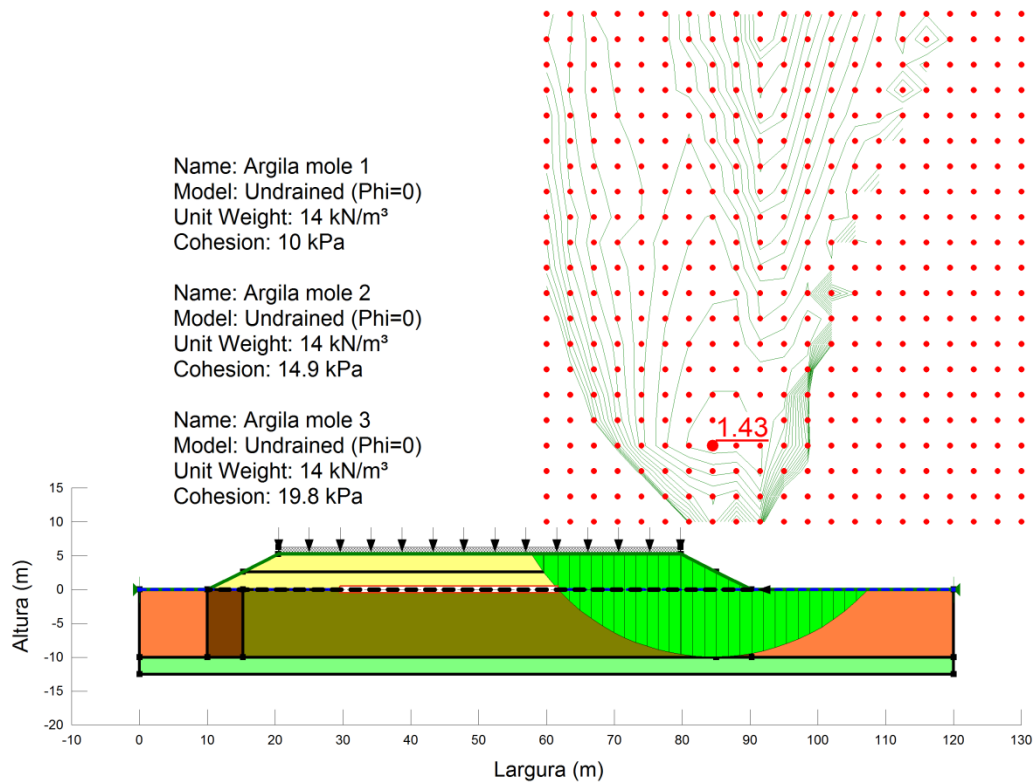 Name: Argila mole 1
Model: Undrained (Phi=0)
Unit Weight: 14 kN/m³
Cohesion: 10 kPa
Name: Argila mole 2
Model: Undrained (Phi=0)
Unit Weight: 14 kN/m³
Cohesion: 14.9 kPa
Name: Argila mole 3
Model: Undrained (Phi=0)
Unit Weight: 14 kN/m³
Cohesion: 19.8 kPa
1.43
Altura (m)
15
10
5
0
-5
-10
-15
-20
-10 0 10 20 30 40 50 60 70 80 90 100 110 120 130
Largura (m)